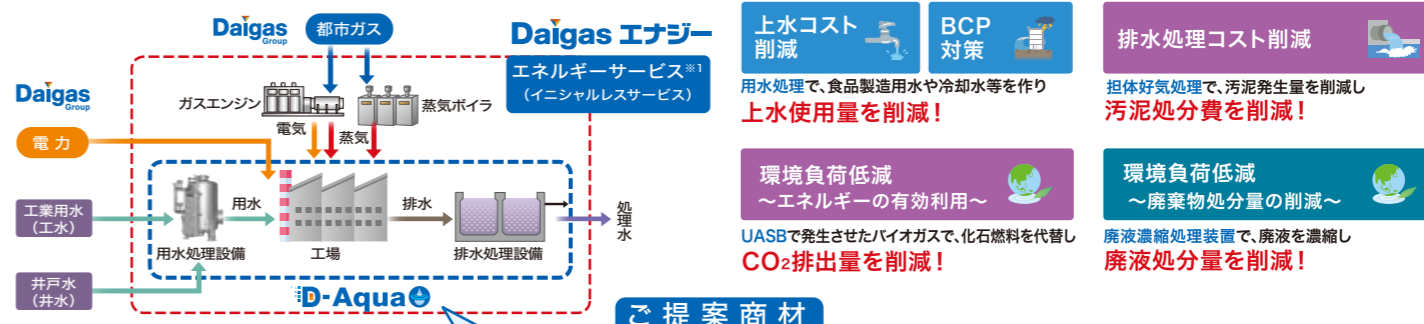 Daigas
Group
都市ガス
Daigas エナジー
エネルギーサービス※1
（イニシャルレスサービス）
Daigas
Group
ガスエンジン
蒸気ボイラ
電気
蒸気
電力
工業用水
（工水）
用水
排水
処理水
用水処理設備
工場
排水処理設備
井戸水
（井水）
D-Aqua
上水コスト
削減
BCP
対策
用水処理で、食品製造用水や冷却水等を作り
上水使用量を削減！
排水処理コスト削減
担体好気処理で、汚泥発生量を削減し
汚泥処分費を削減！
環境負荷低減
～エネルギーの有効利用～
UASBで発生させたバイオガスで、化石燃料を代替し
CO2排出量を削減！
環境負荷低減
～廃棄物処分量の削減～
廃液濃縮処理装置で、廃液を濃縮し
廃液処分量を削減！
ご提案商材